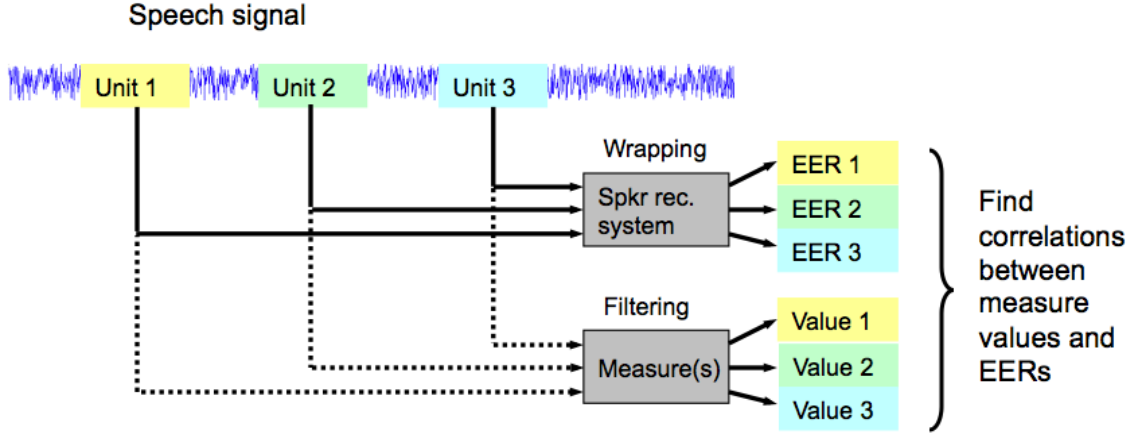 Speech signal
Unit 1
Unit 2
Unit 3
Wrapping
Spkr rec.
system
EER 1
EER 2
EER 3
Filtering
Measure(s)
Value 1
Value 2
Value 3
Find
correlations
between
measure
values and
EERs